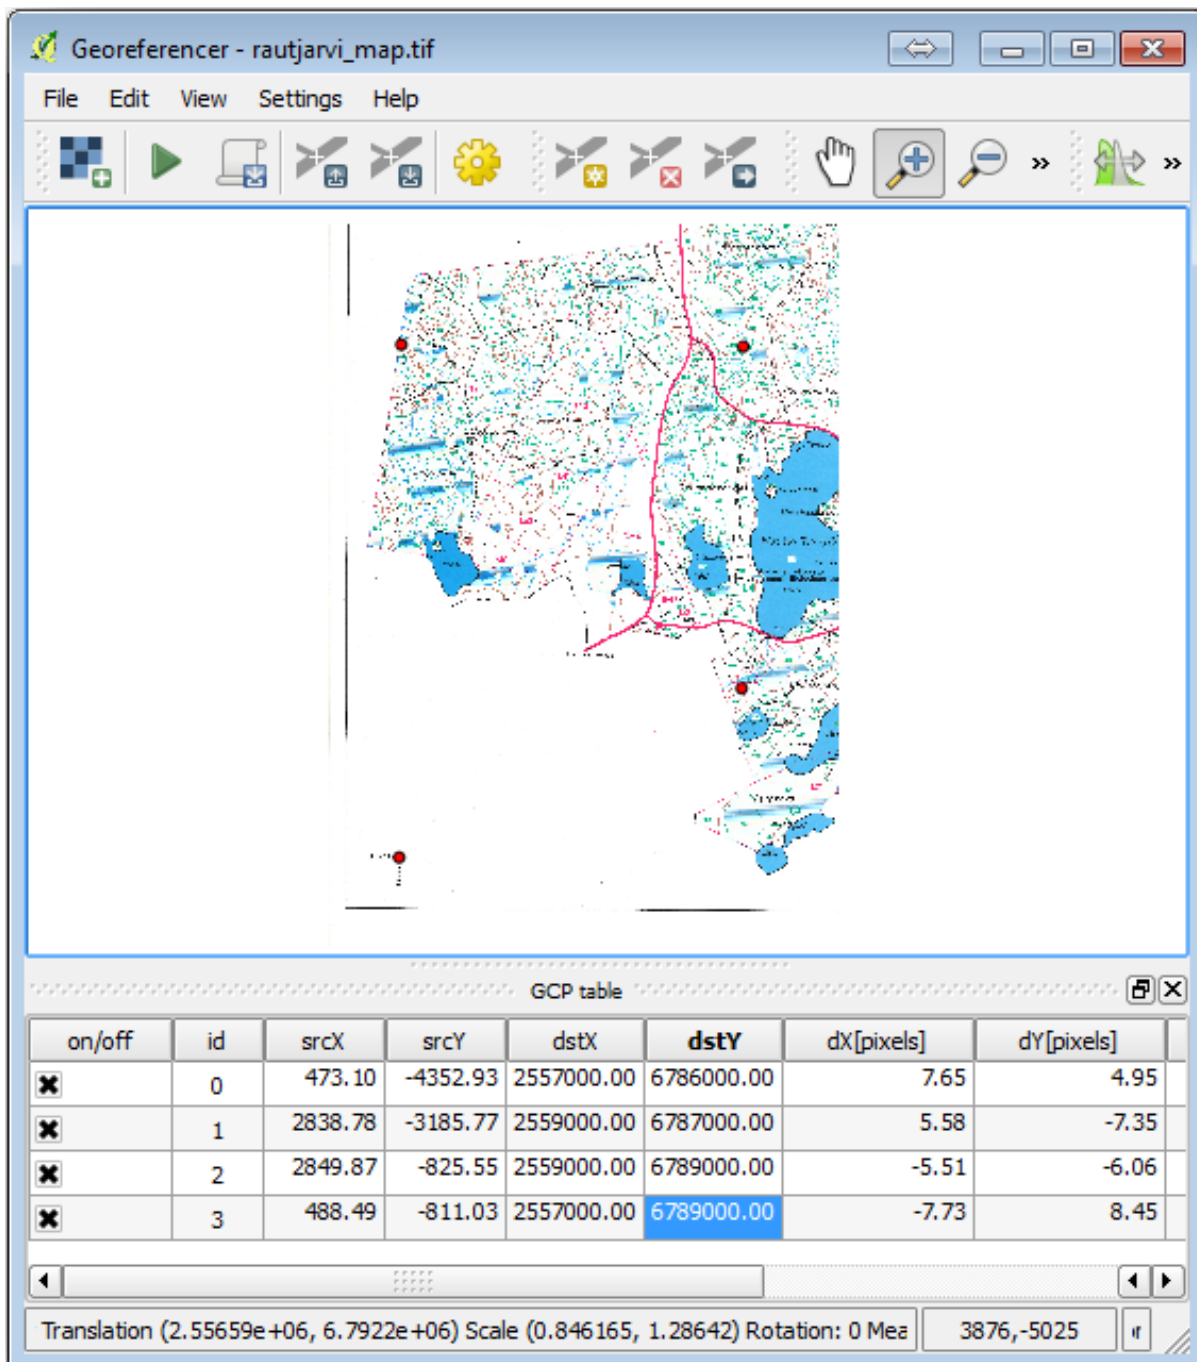 Georeferencer - rautjarvi_map.tif
File Edit View Settings Help
» »
GCP table
on/off id srcX srcY dstX dstY dX[pixels] dY[pixels]
0 473.10 -4352.93 2557000.00 6786000.00 7.65 4.95
1 2838.78 -3185.77 2559000.00 6787000.00 5.58 -7.35
2 2849.87 -825.55 2559000.00 6789000.00 -5.51 -6.06
3 488.49 -811.03 2557000.00 6789000.00 -7.73 8.45
Translation (2.55659e+06, 6.7922e+06) Scale (0.846165, 1.28642) Rotation: 0 Mea 3876,-5025